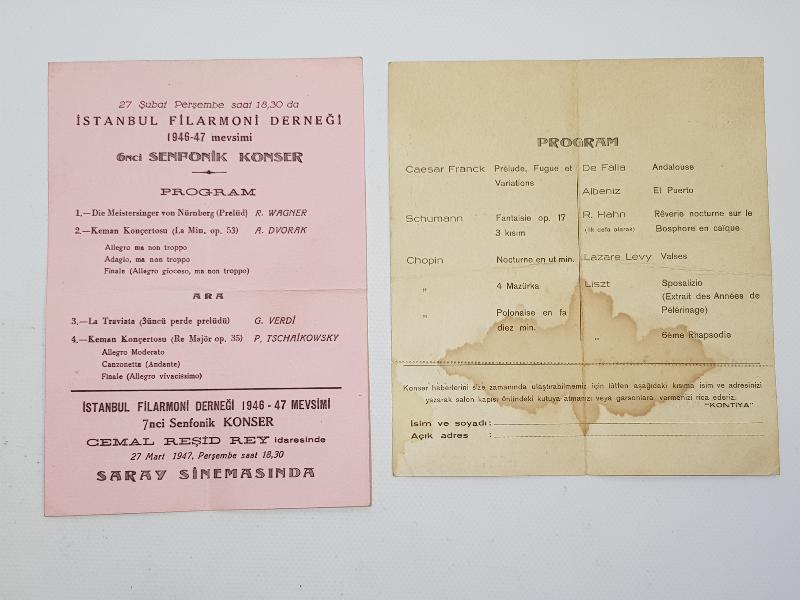 27 Şubat Perşembe saat 18,30 da
İSTANBUL FİLARMONİ DERNEĞİ
1946-47 mevsimi
6ncı SENFONİK KONSER
PROGRAM
1.—Die Meistersinger von Nürnberg (Prelüd) R. WAGNER
2.—Keman Konçertosu (La Min. op. 53) A. DVORAK
Allegro ma non troppo
Adagio, ma non troppo
Finale (Allegro gioceso, ma non troppo)
ARA
3.—La Traviata (3üncü perde prelüdü) G. VERDİ
4.—Keman Konçertosu (Re Majör op. 35) P. TSCHAİKOWSKY
Allegro Moderato
Canzonetta (Andante)
Finale (Allegro vivacissimo)
İSTANBUL FİLARMONİ DERNEĞİ 1946 - 47 MEVSİMİ
7nci Senfonik KONSER
CEMAL REŞİD REY idaresinde
27 Mart 1947, Perşembe saat 18,30
SARAY SİNEMASINDA
PROGRAM
Caesar Franck Prélude, Fugue et
Variations
Schumann Fantaisie op. 17
3 kısım
Chopin Nocturne en ut min.
„ 4 Mazürka
„ Polonaise en fa
diez min.
De Falla Andalouse
Albeniz El Puerto
R. Hahn Rêverie nocturne sur le
(ilk defa olarak) Bosphore en caïque
Lazare Levy Valses
Liszt Sposalizio
(Extrait des Années de
Pélérinage)
„ 6ème Rhapsodie
Konser haberlerini size zamanında ulaştırabilmemiz için lütfen aşağıdaki kısıma isim ve adresinizi
yazarak salon kapısı önündeki kutuya atmanızı veya garsonlara vermenizi rica ederiz.
"KONTİYA"
İsim ve soyadı:
Açık adres :